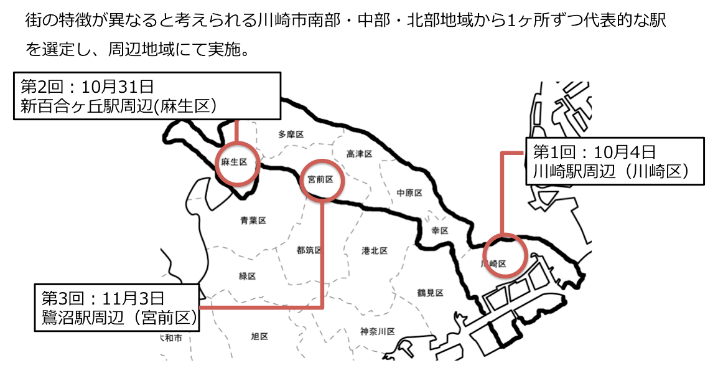 街の特徴が異なると考えられる川崎市南部・中部・北部地域から1ヶ所ずつ代表的な駅
を選定し、周辺地域にて実施。
第2回：10月31日
新百合ヶ丘駅周辺(麻生区）
多摩区
麻生区
高津区
第1回：10月4日
川崎駅周辺（川崎区）
宮前区
中原区
青葉区
幸区
都筑区
港北区
川崎区
緑区
鶴見区
第3回：11月3日
鷺沼駅周辺（宮前区）
神奈川区
大和市
旭区